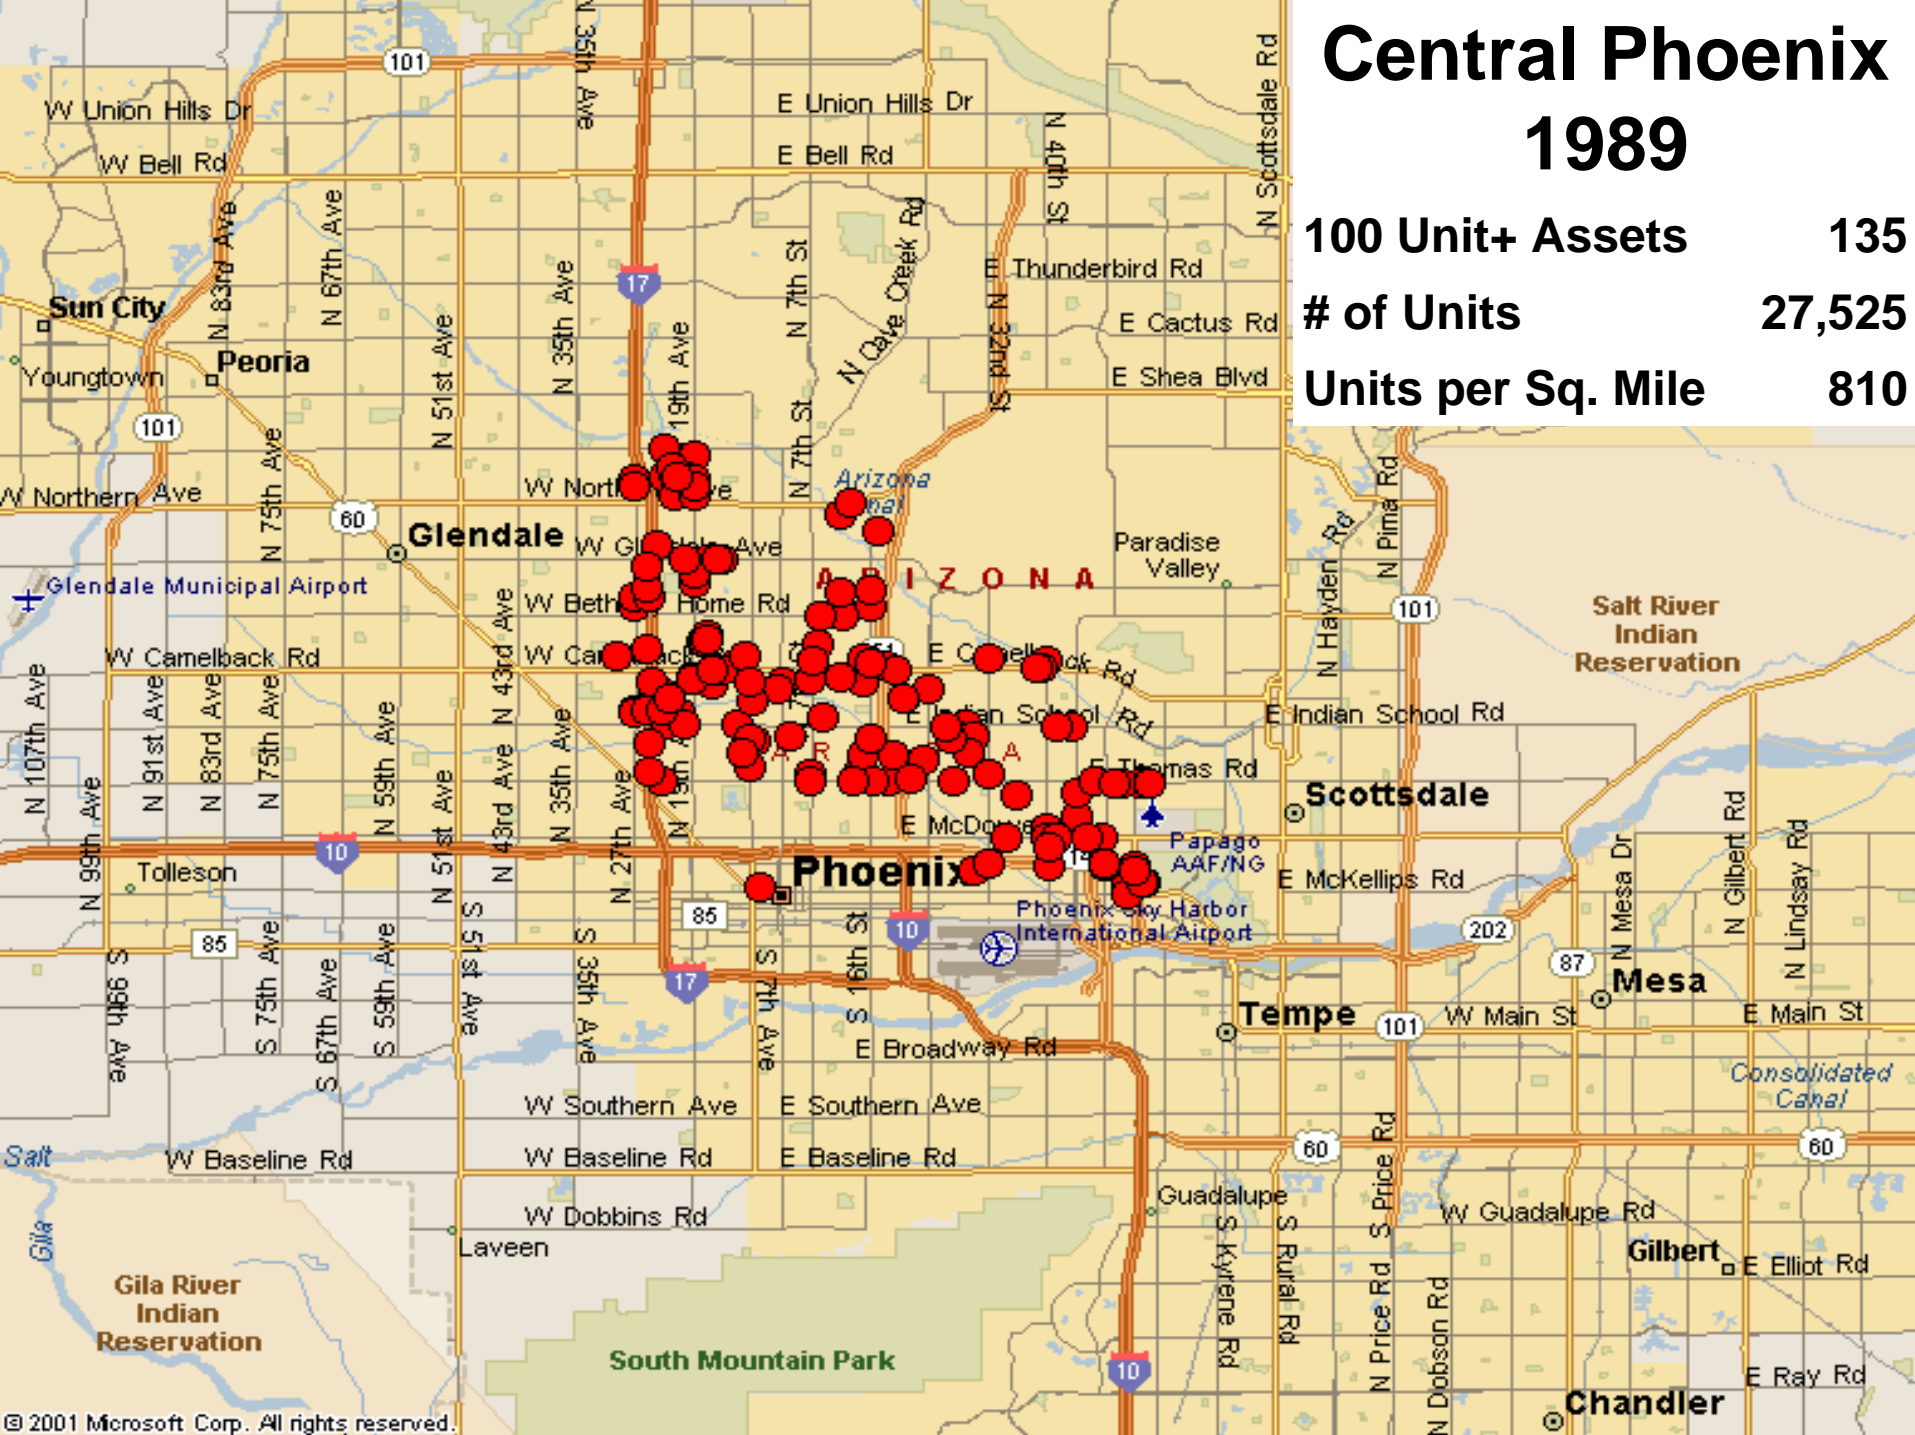 Central Phoenix
1989
100 Unit+ Assets 135
# of Units 27,525
Units per Sq. Mile 810
101
N 35th Ave
W Union Hills Dr
E Union Hills Dr
N Scottsdale Rd
W Bell Rd
E Bell Rd
N 40th St
N 83rd Ave
N 67th Ave
N 7th St
N Cave Creek Rd
E Thunderbird Rd
17
Sun City
N 35th Ave
N 19th Ave
N 32nd St
E Cactus Rd
Peoria
Youngtown
N 51st Ave
E Shea Blvd
101
N 75th Ave
N 7th St
Arizona
N Pima Rd
W Northern Ave
60
Glendale
W
Ave
Paradise
Valley
N Hayden Rd
ARIZONA
Glendale Municipal Airport
W Beth Home Rd
101
Salt River
Indian
Reservation
N 43rd Ave
W Camelback Rd
51
E Camelback Rd
N 107th Ave
N 91st Ave
N 83rd Ave
N 75th Ave
E Indian School Rd
E Indian School Rd
N 59th Ave
N 43rd Ave
N 35th Ave
A R A
E Thomas Rd
N 99th Ave
N 51st Ave
N 27th Ave
N 19th
Scottsdale
N Gilbert Rd
E McDowe
Papago
AAF/NG
10
N Mesa Dr
N Lindsay Rd
Tolleson
Phoenix
E McKellips Rd
85
Phoenix Sky Harbor
International Airport
10
202
85
S 99th Ave
S 75th Ave
S 67th Ave
S 59th Ave
S 51st Ave
S 35th Ave
17
S 7th Ave
S 16th St
87
Mesa
Tempe
101
W Main St
E Main St
E Broadway Rd
Consolidated
Canal
W Southern Ave
E Southern Ave
Salt
W Baseline Rd
W Baseline Rd
E Baseline Rd
60
S Price Rd
60
Guadalupe
W Dobbins Rd
W Guadalupe Rd
Gila
Laveen
S Kyrene Rd
S Rural Rd
Gilbert
E Elliot Rd
Gila River
Indian
Reservation
N Price Rd
N Dobson Rd
South Mountain Park
10
E Ray Rd
Chandler
© 2001 Microsoft Corp. All rights reserved.